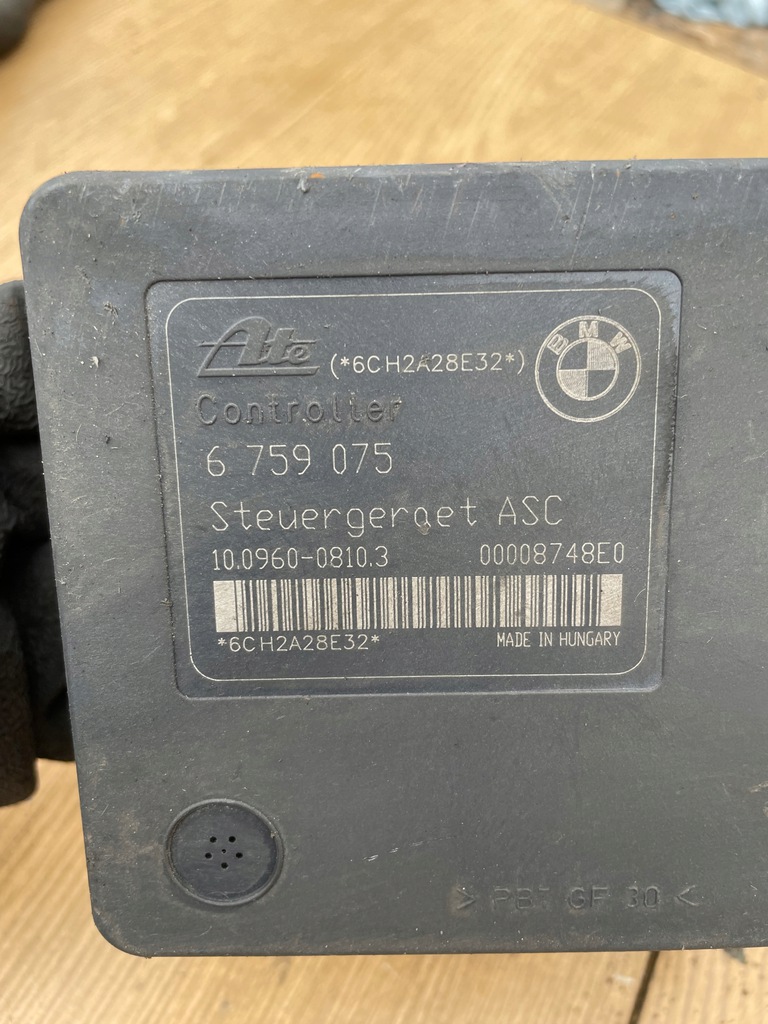 Ate (*6CH2A28E32*) BMW
Controller
6 759 075
Steuergeraet ASC
10.0960-0810.3 00008748E0
*6CH2A28E32* MADE IN HUNGARY
> PBT GF 30 <